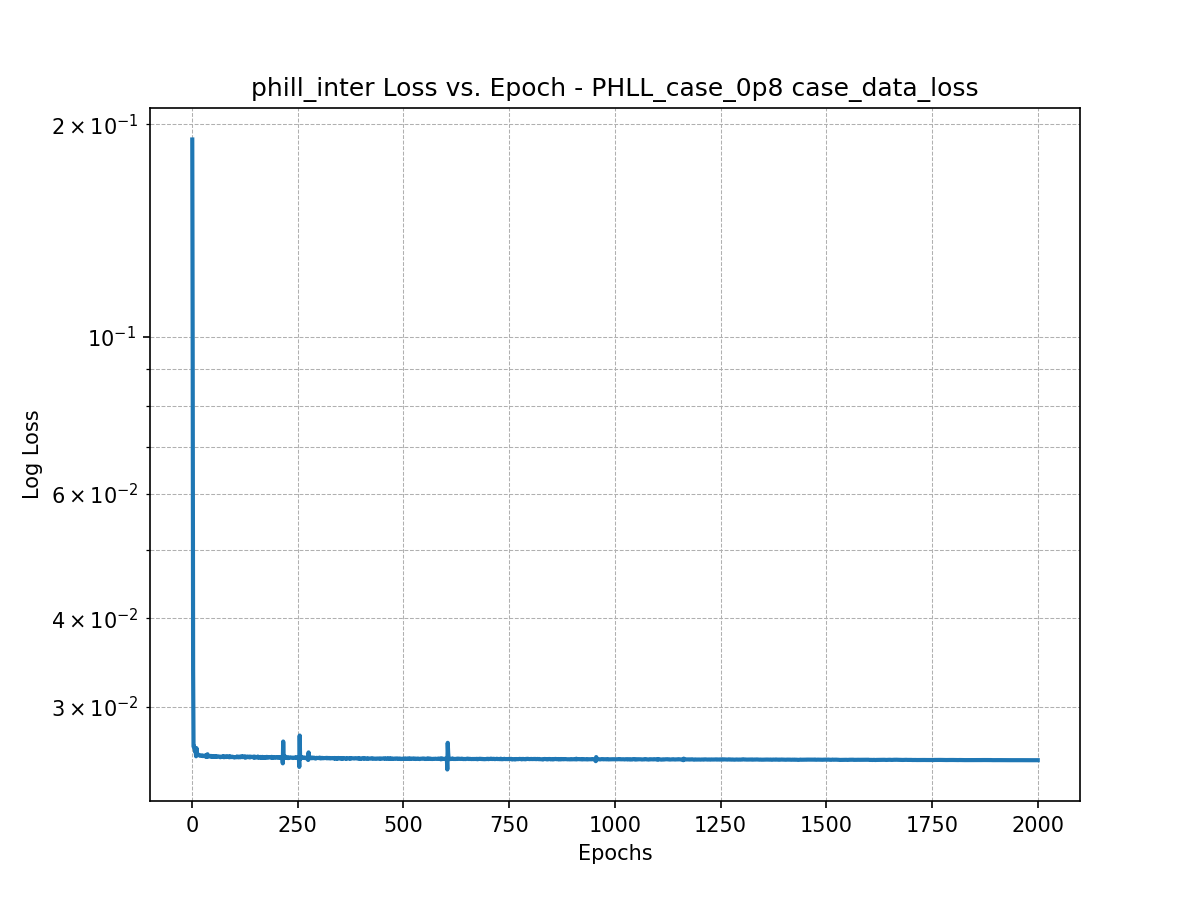 phill_inter Loss vs. Epoch - PHLL_case_0p8 case_data_loss
2 × 10⁻¹
10⁻¹
6 × 10⁻²
4 × 10⁻²
3 × 10⁻²
Log Loss
0 250 500 750 1000 1250 1500 1750 2000
Epochs